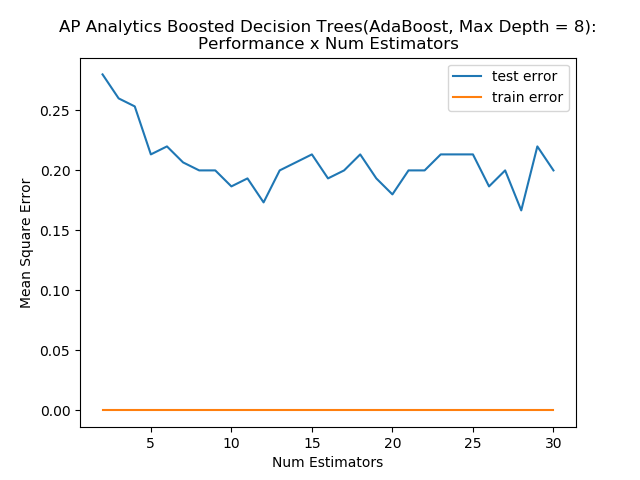 AP Analytics Boosted Decision Trees(AdaBoost, Max Depth = 8):
Performance x Num Estimators
test error
train error
Mean Square Error
0.25
0.20
0.15
0.10
0.05
0.00
5 10 15 20 25 30
Num Estimators